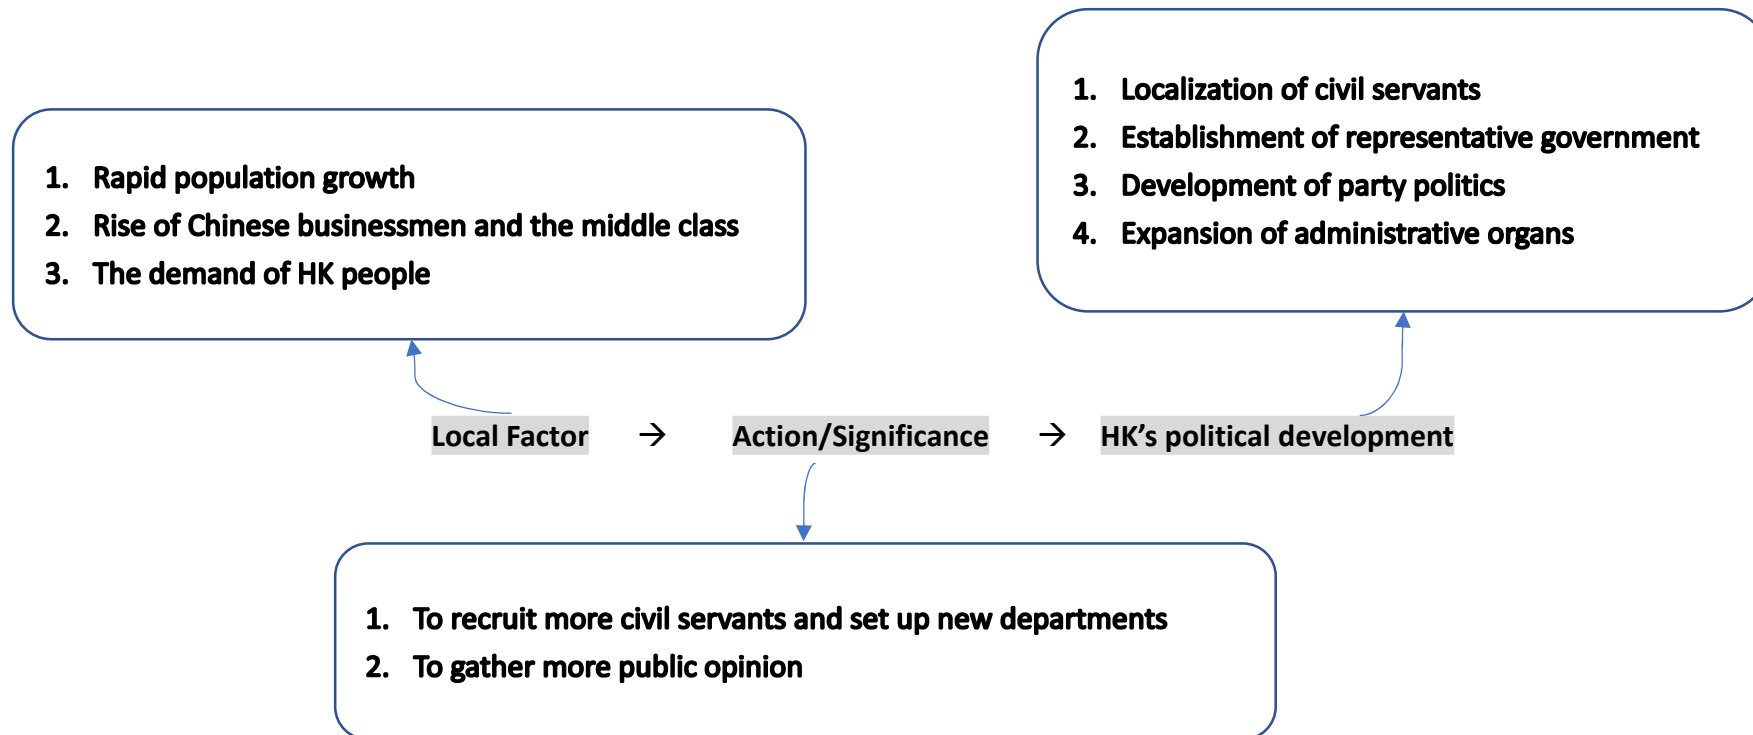 1. Localization of civil servants
2. Establishment of representative government
3. Development of party politics
4. Expansion of administrative organs
1. Rapid population growth
2. Rise of Chinese businessmen and the middle class
3. The demand of HK people
Local Factor → Action/Significance → HK’s political development
1. To recruit more civil servants and set up new departments
2. To gather more public opinion